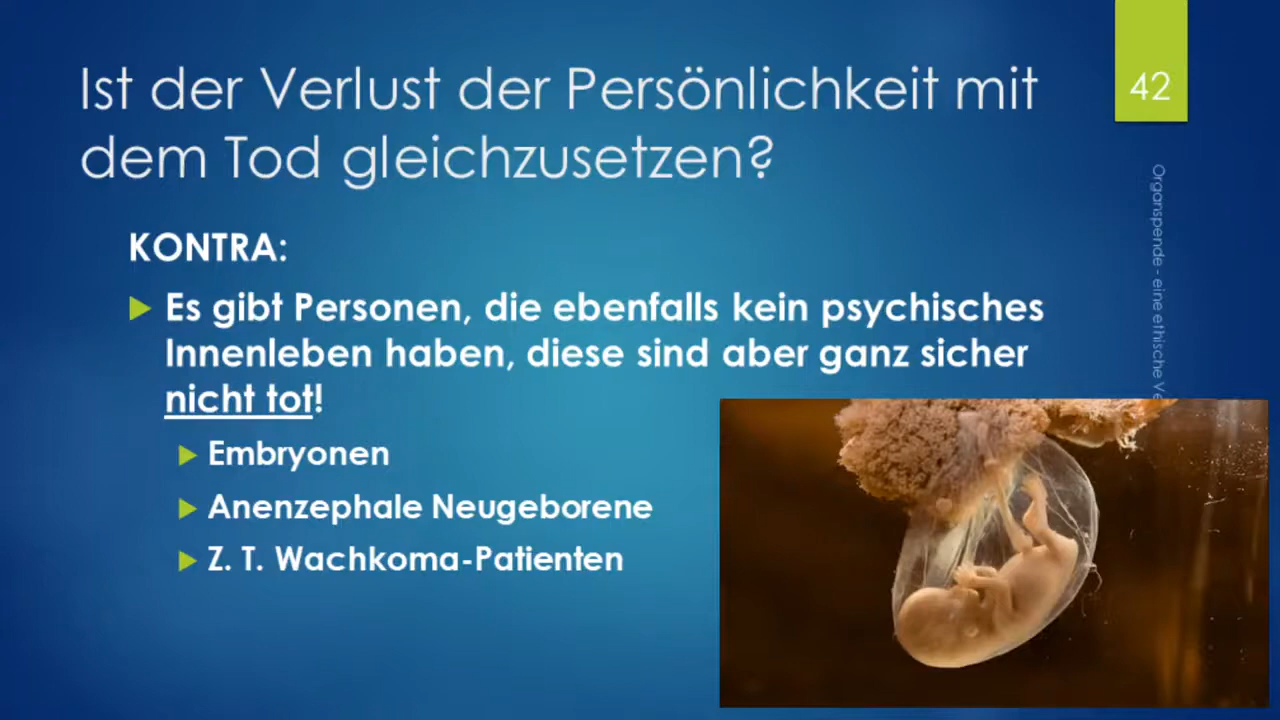 Ist der Verlust der Persönlichkeit mit
dem Tod gleichzusetzen?
42
KONTRA:
Es gibt Personen, die ebenfalls kein psychisches
Innenleben haben, diese sind aber ganz sicher
nicht tot!
Embryonen
Anenzephale Neugeborene
Z. T. Wachkoma-Patienten
Organspende - eine ethische